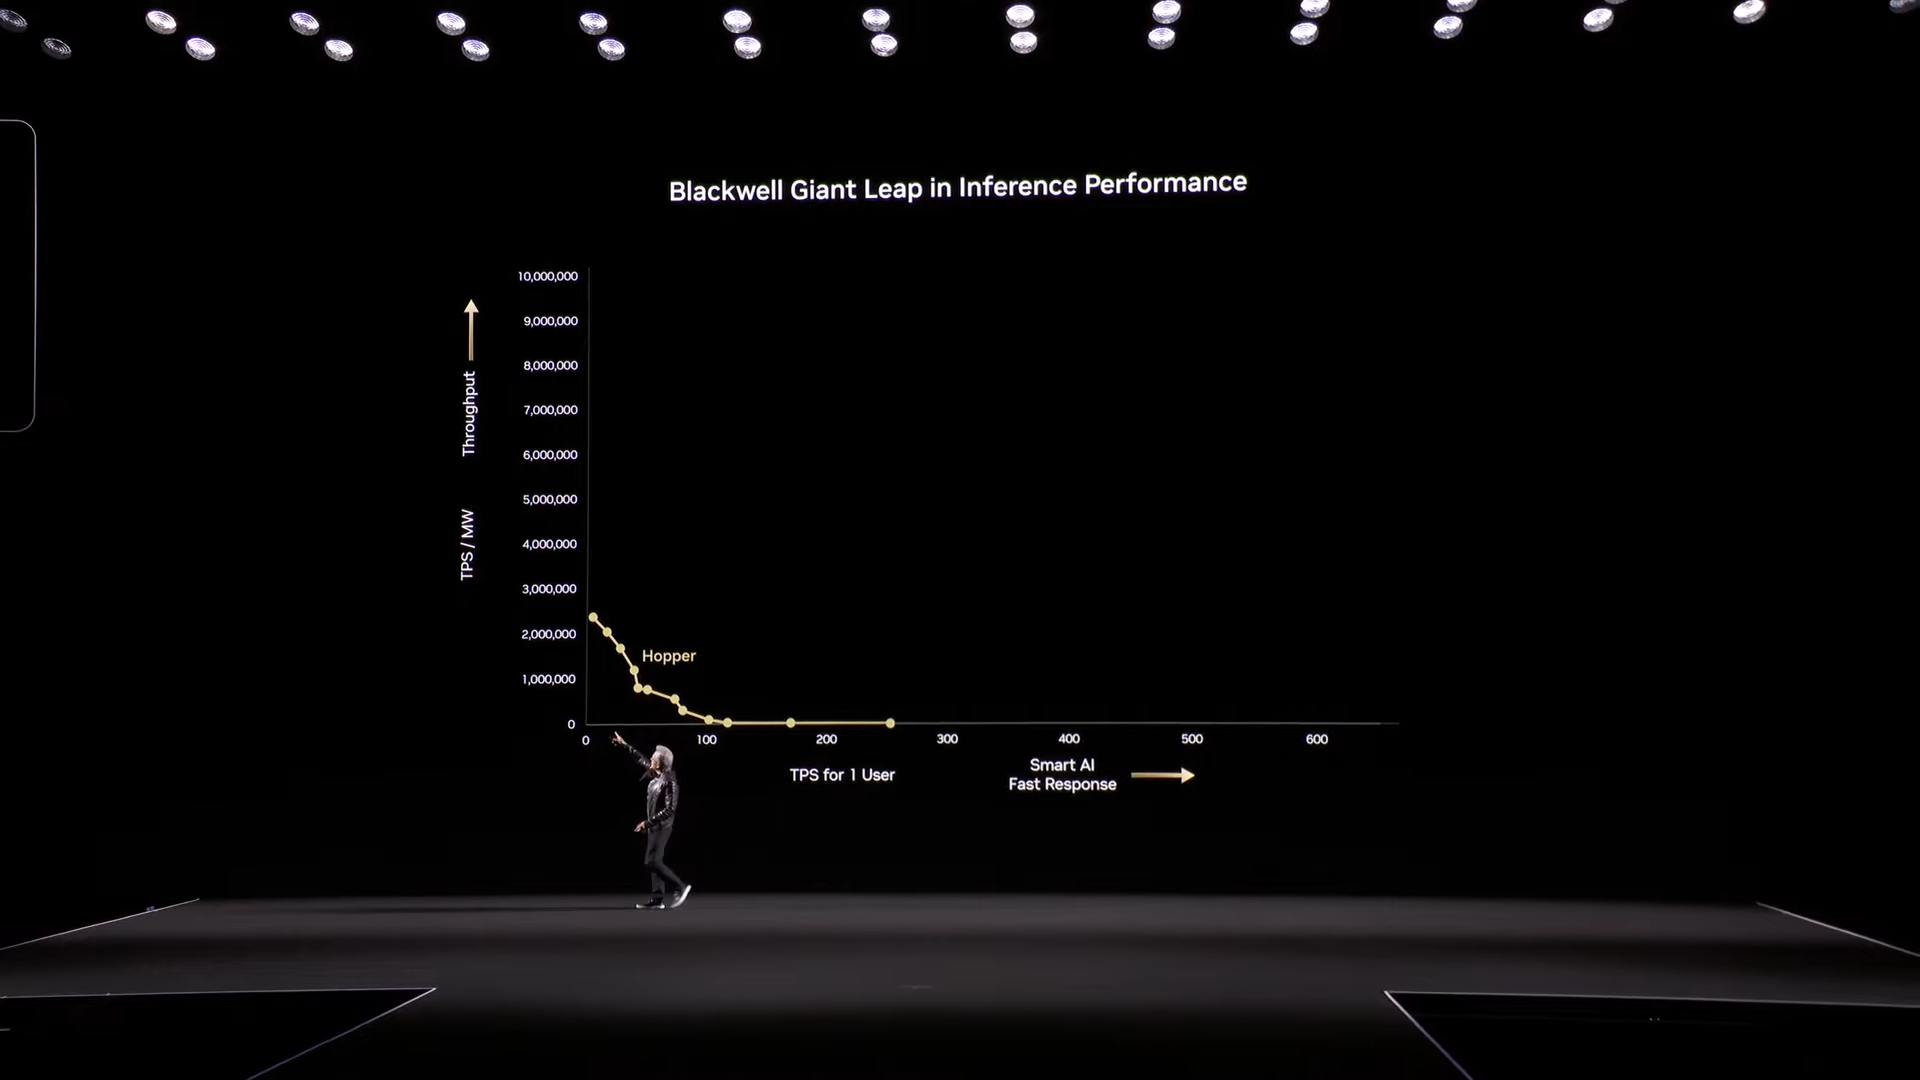 Blackwell Giant Leap in Inference Performance
10,000,000
9,000,000
8,000,000
7,000,000
6,000,000
5,000,000
4,000,000
3,000,000
2,000,000
1,000,000
0
Throughput
TPS / MW
Hopper
0 100 200 300 400 500 600
TPS for 1 User
Smart AI
Fast Response